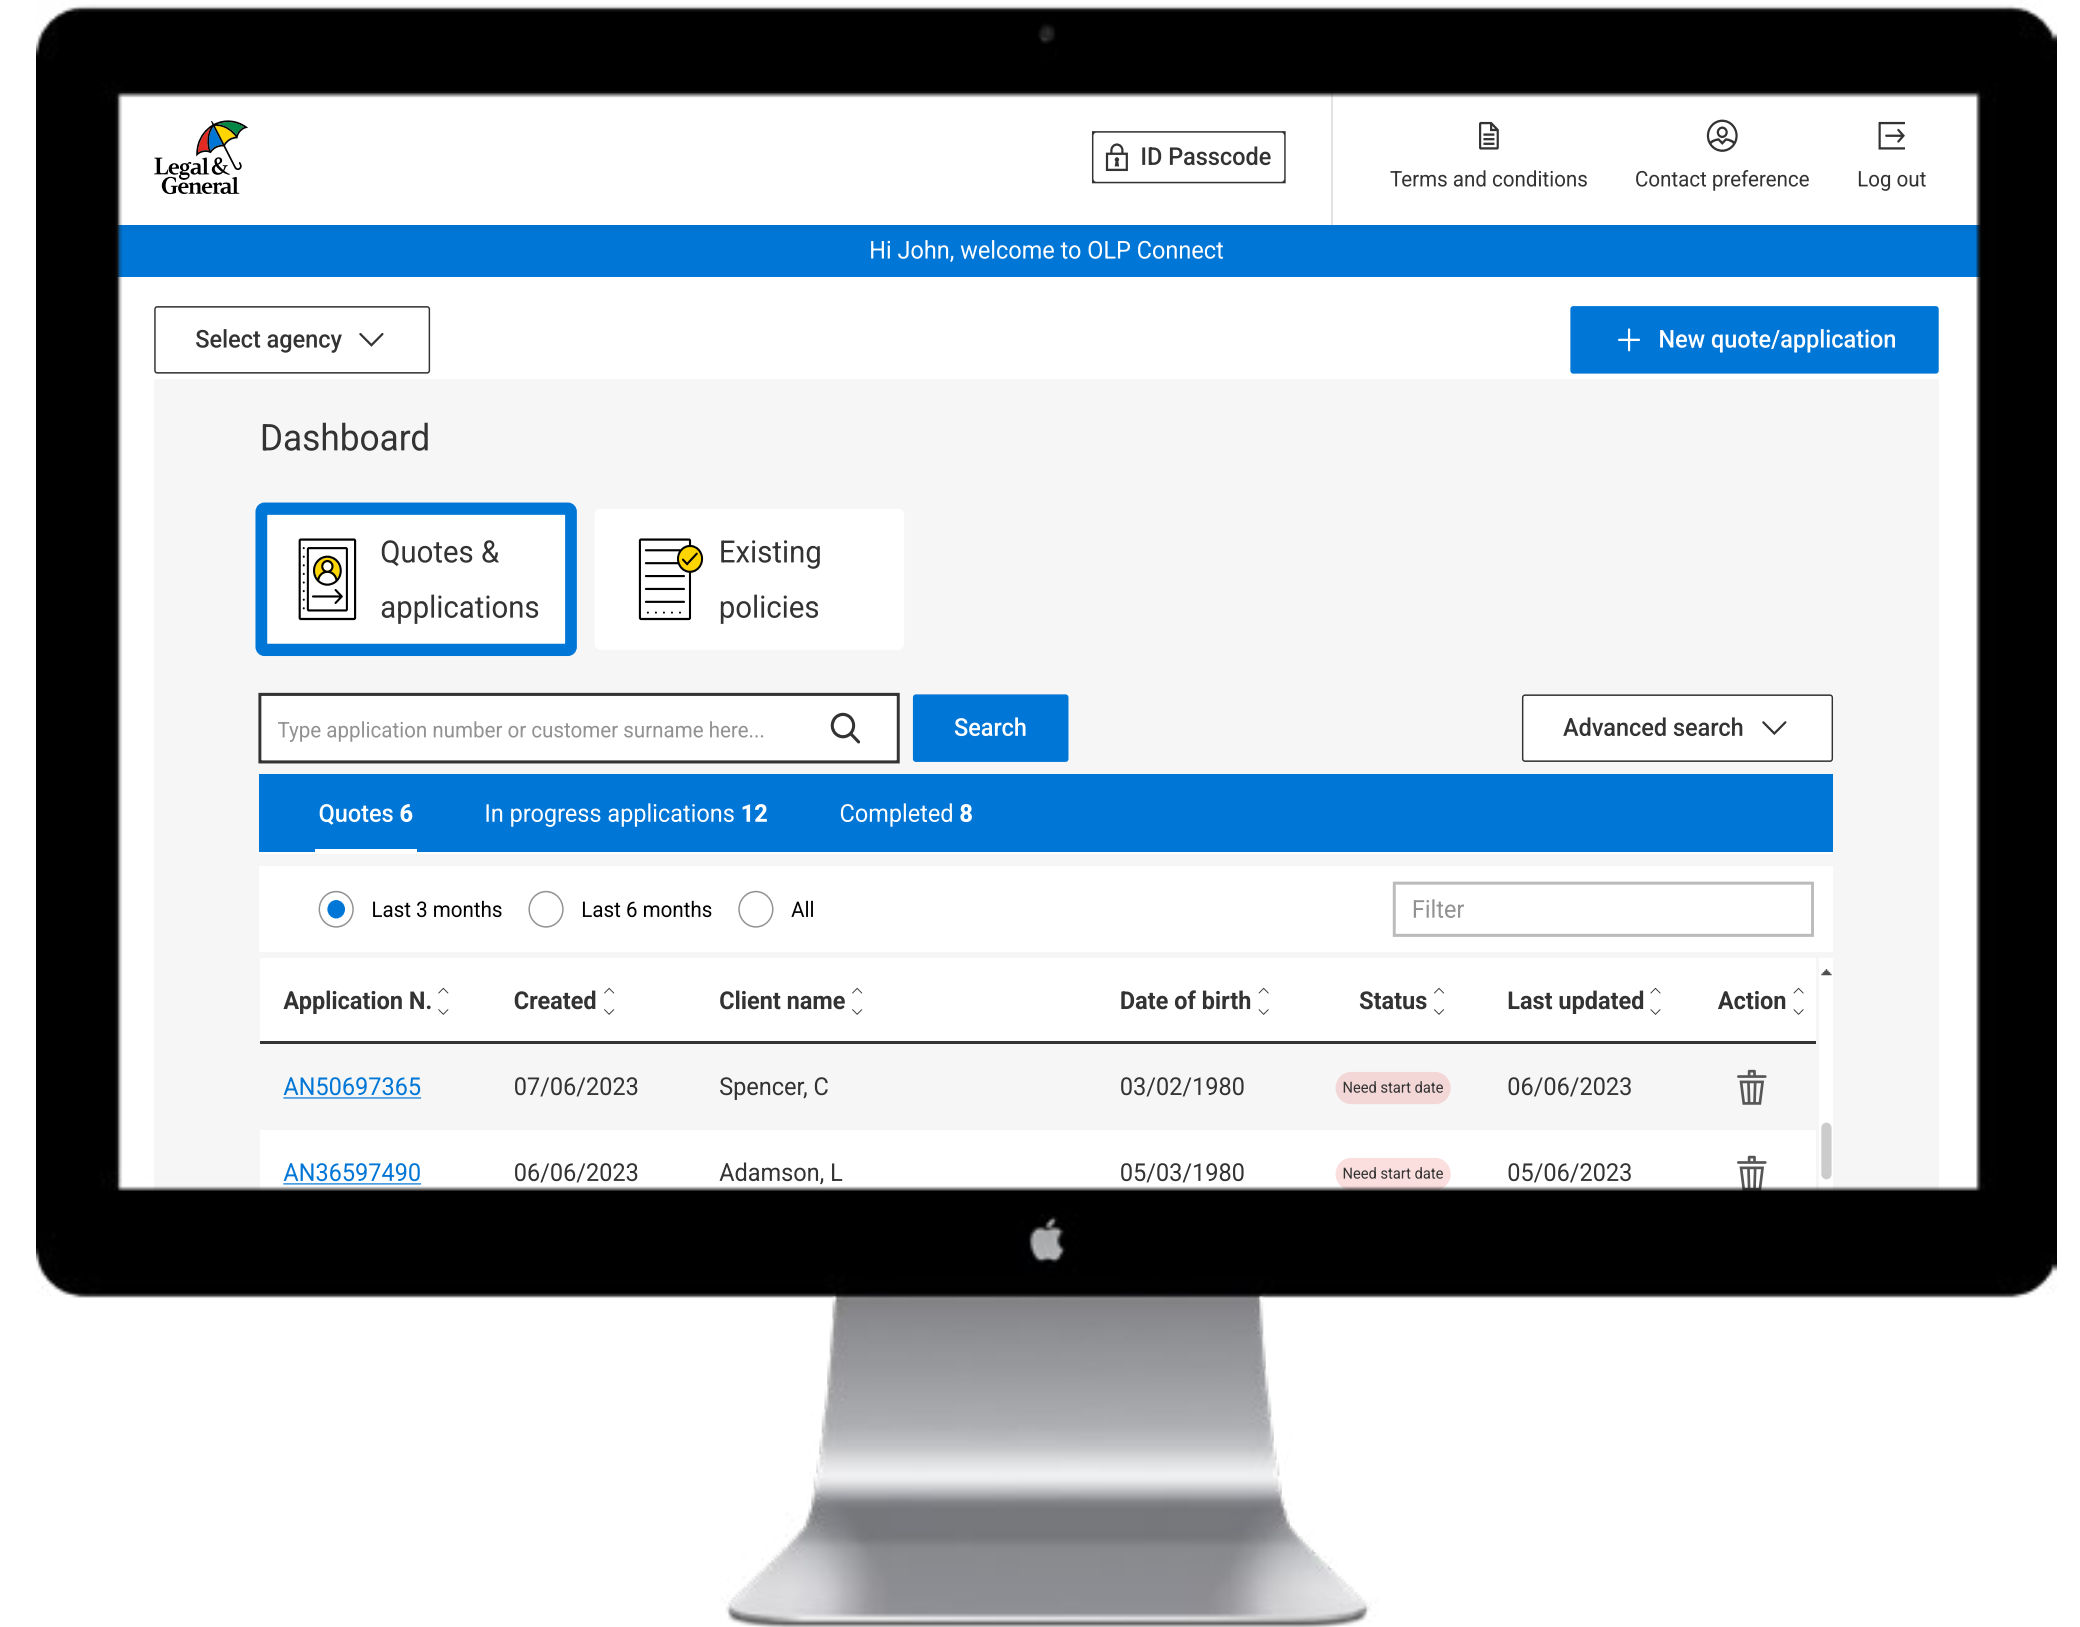 Legal &
General
ID Passcode
Terms and conditions
Contact preference
Log out
Hi John, welcome to OLP Connect
Select agency
New quote/application
Dashboard
Quotes &
applications
Existing
policies
Type application number or customer surname here...
Search
Advanced search
Quotes 6 In progress applications 12 Completed 8
Last 3 months Last 6 months All
Filter
Application N. Created Client name Date of birth Status Last updated Action
AN50697365 07/06/2023 Spencer, C 03/02/1980 Need start date 06/06/2023
AN36597490 06/06/2023 Adamson, L 05/03/1980 Need start date 05/06/2023